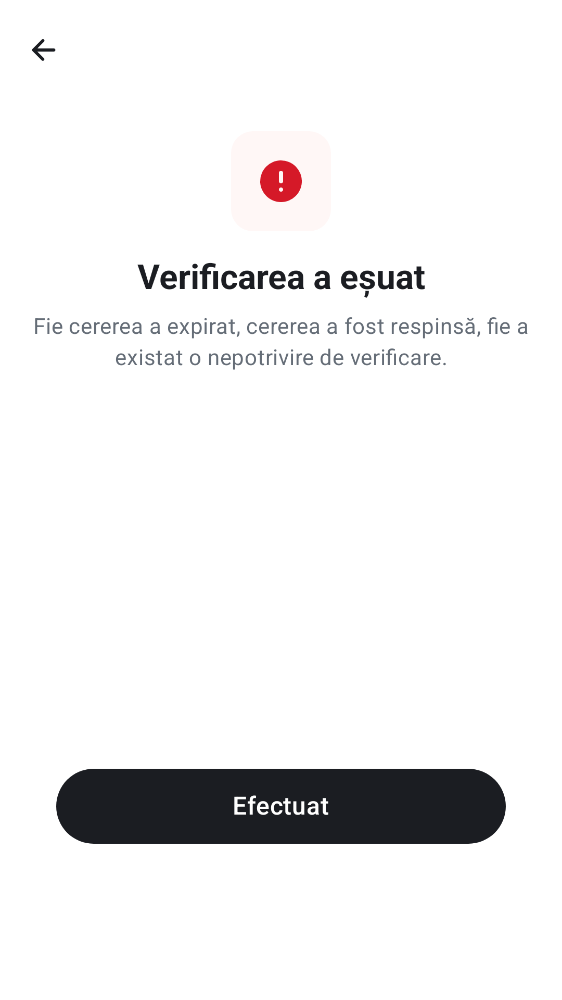 Verificarea a eșuat
Fie cererea a expirat, cererea a fost respinsă, fie a
existat o nepotrivire de verificare.
Efectuat